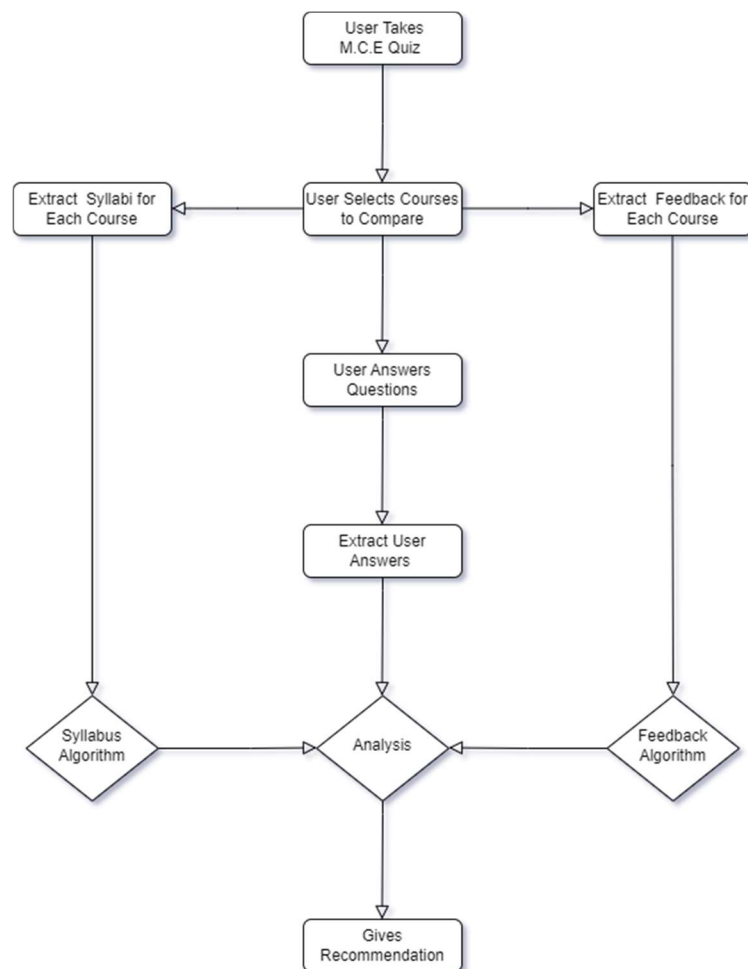 User Takes
M.C.E Quiz
Extract Syllabi for
Each Course
User Selects Courses
to Compare
Extract Feedback for
Each Course
User Answers
Questions
Extract User
Answers
Syllabus
Algorithm
Analysis
Feedback
Algorithm
Gives
Recommendation